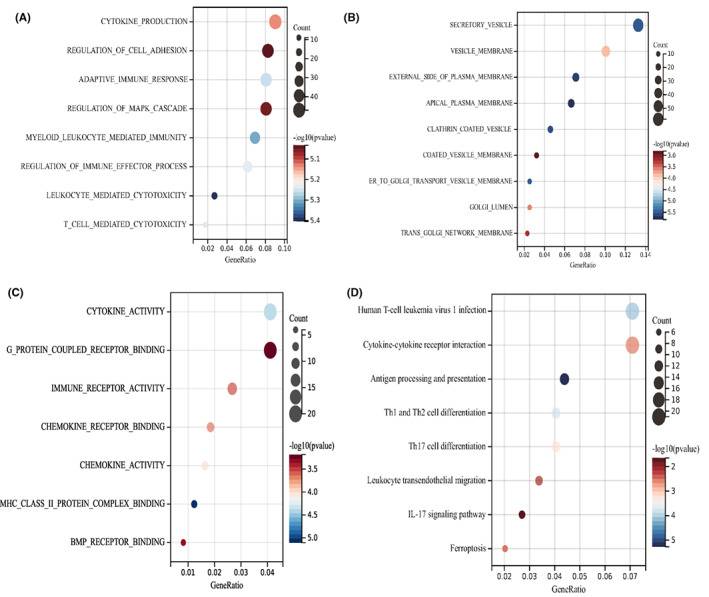 (A)
CYTOKINE_PRODUCTION
REGULATION_OF_CELL_ADHESION
ADAPTIVE_IMMUNE_RESPONSE
REGULATION_OF_MAPK_CASCADE
MYELOID_LEUKOCYTE_MEDIATED_IMMUNITY
REGULATION_OF_IMMUNE_EFFECTOR_PROCESS
LEUKOCYTE_MEDIATED_CYTOTOXICITY
T_CELL_MEDIATED_CYTOTOXICITY
0.02 0.04 0.06 0.08 0.10
GeneRatio
Count
10
20
30
40
-log10(pvalue)
5.1
5.2
5.3
5.4
(B)
SECRETORY_VESICLE
VESICLE_MEMBRANE
EXTERNAL_SIDE_OF_PLASMA_MEMBRANE
APICAL_PLASMA_MEMBRANE
CLATHRIN_COATED_VESICLE
COATED_VESICLE_MEMBRANE
ER_TO_GOLGI_TRANSPORT_VESICLE_MEMBRANE
GOLGI_LUMEN
TRANS_GOLGI_NETWORK_MEMBRANE
0.02 0.04 0.06 0.08 0.10 0.12 0.14
GeneRatio
Count
10
20
30
40
50
-log10(pvalue)
3.0
3.5
4.0
4.5
5.0
5.5
(C)
CYTOKINE_ACTIVITY
G_PROTEIN_COUPLED_RECEPTOR_BINDING
IMMUNE_RECEPTOR_ACTIVITY
CHEMOKINE_RECEPTOR_BINDING
CHEMOKINE_ACTIVITY
MHC_CLASS_II_PROTEIN_COMPLEX_BINDING
BMP_RECEPTOR_BINDING
0.01 0.02 0.03 0.04
GeneRatio
Count
5
10
15
20
-log10(pvalue)
3.5
4.0
4.5
5.0
(D)
Human T-cell leukemia virus 1 infection
Cytokine-cytokine receptor interaction
Antigen processing and presentation
Th1 and Th2 cell differentiation
Th17 cell differentiation
Leukocyte transendothelial migration
IL-17 signaling pathway
Ferroptosis
0.02 0.03 0.04 0.05 0.06 0.07
GeneRatio
Count
6
8
10
12
14
16
18
20
-log10(pvalue)
2
3
4
5